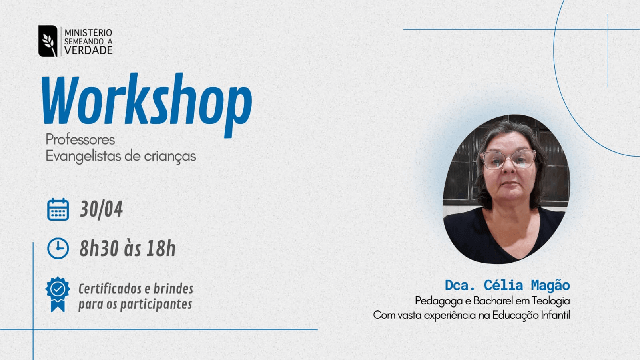 MINISTÉRIO
SEMEANDO A
VERDADE
Workshop
Professores
Evangelistas de crianças
30/04
8h30 às 18h
Certificados e brindes
para os participantes
Dca. Célia Magão
Pedagoga e Bacharel em Teologia
Com vasta experiência na Educação Infantil